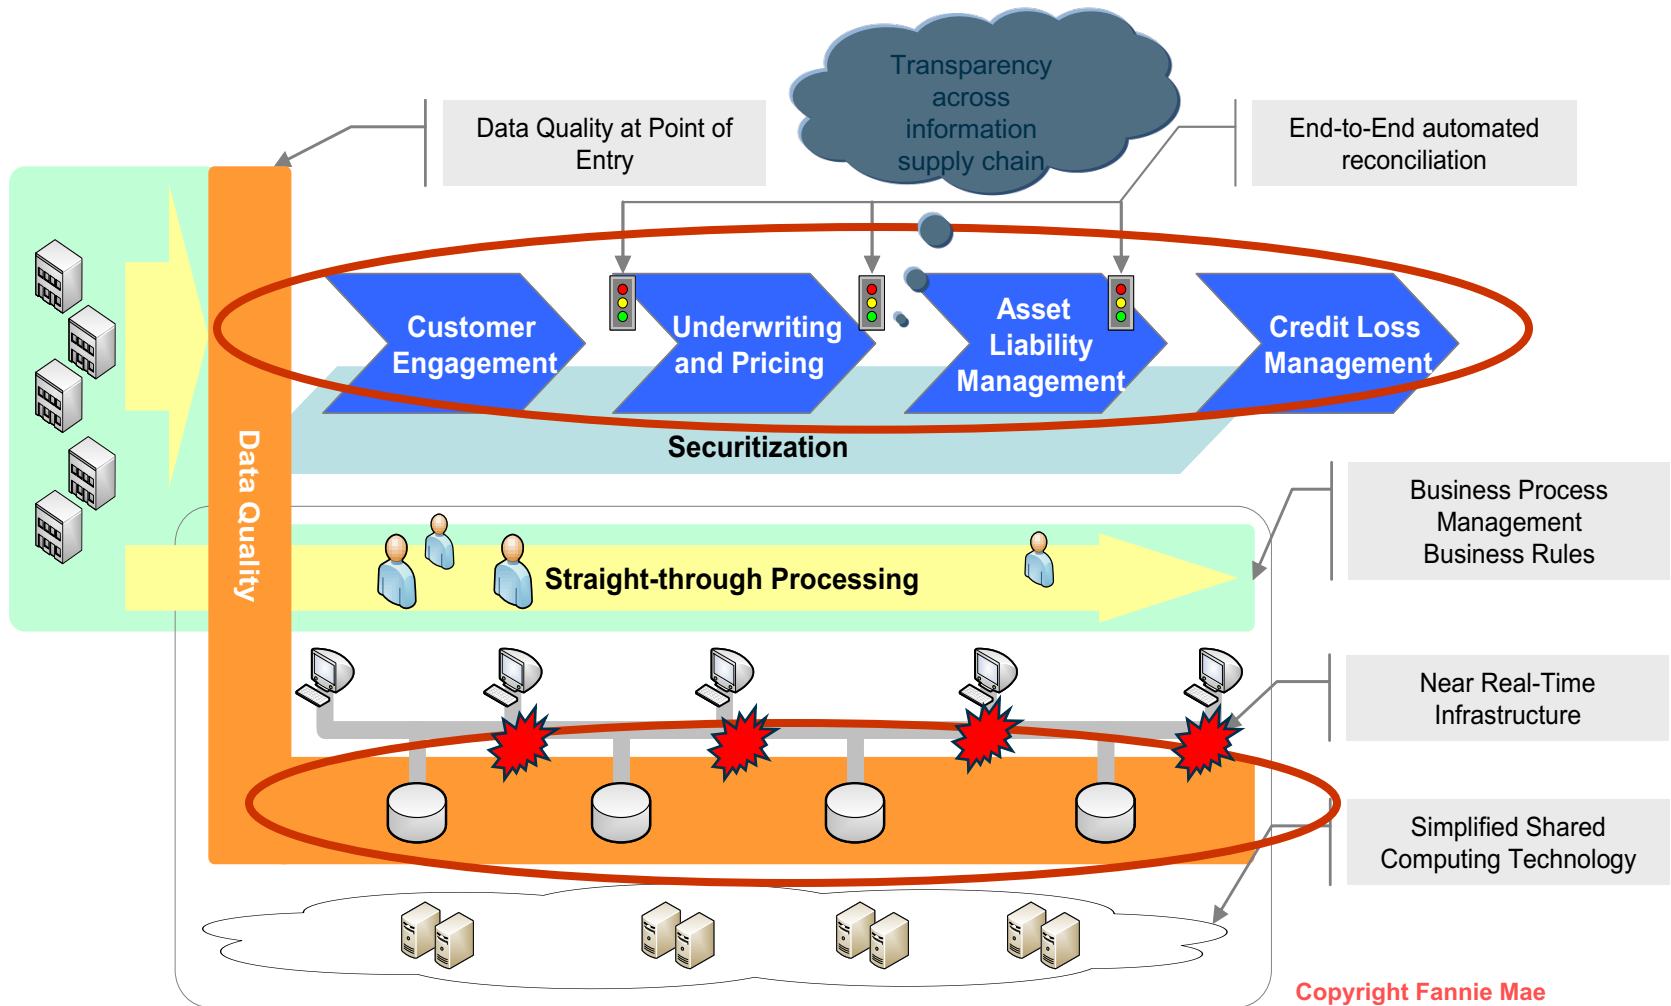 Transparency
across
information
supply chain
Data Quality at Point of
Entry
End-to-End automated
reconciliation
Customer
Engagement
Underwriting
and Pricing
Asset
Liability
Management
Credit Loss
Management
Securitization
Data Quality
Business Process
Management
Business Rules
Straight-through Processing
Near Real-Time
Infrastructure
Simplified Shared
Computing Technology
Copyright Fannie Mae